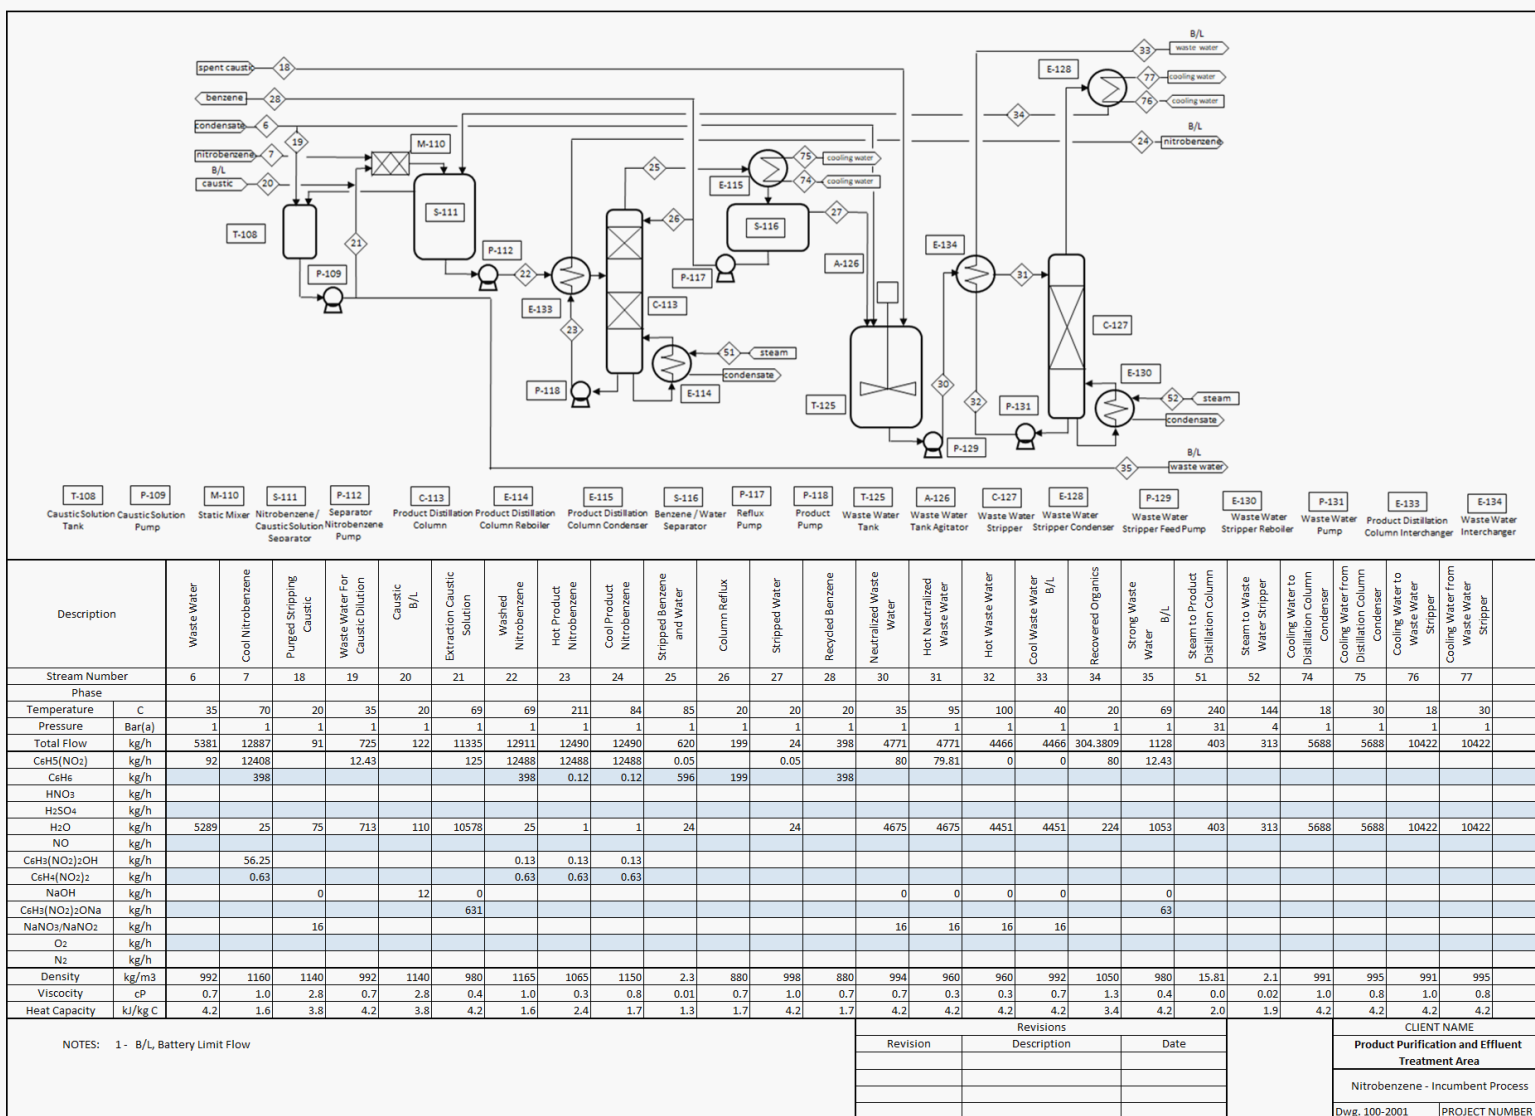 B/L
33 waste water
spent caustic 18
E-128
77 cooling water
benzene 28
76 cooling water
34
condensate 6
B/L
19
M-110
24 nitrobenzene
nitrobenzene 7
75 cooling water
B/L
25
caustic 20
E-115
74 cooling water
S-111
26
S-116
27
T-108
21
P-112
E-134
A-126
P-109
22
P-117
31
E-133
C-113
23
C-127
51 steam
condensate
E-130
P-118
E-114
30
52 steam
T-125
32
P-131
condensate
P-129
B/L
35 waste water
T-108 P-109 M-110 S-111 P-112 C-113 E-114 E-115 S-116 P-117 P-118 T-125 A-126 C-127 E-128 P-129 E-130 P-131 E-133 E-134
Caustic Solution Tank
Caustic Solution Pump
Static Mixer
Nitrobenzene/ Caustic Solution Separator
Separator Nitrobenzene Pump
Product Distillation Column
Product Distillation Column Reboiler
Product Distillation Column Condenser
Benzene / Water Separator
Reflux Pump
Product Pump
Waste Water Tank
Waste Water Tank Agitator
Waste Water Stripper
Waste Water Stripper Condenser
Waste Water Stripper Feed Pump
Waste Water Stripper Reboiler
Waste Water Pump
Product Distillation Column Interchanger
Waste Water Interchanger
Description
Waste Water
Cool Nitrobenzene
Purged Stripping Caustic
Waste Water For Caustic Dilution
Caustic B/L
Extraction Caustic Solution
Washed Nitrobenzene
Hot Product Nitrobenzene
Cool Product Nitrobenzene
Stripped Benzene and Water
Column Reflux
Stripped Water
Recycled Benzene
Neutralized Waste Water
Hot Neutralized Waste Water
Hot Waste Water
Cool Waste Water B/L
Recovered Organics
Strong Waste Water B/L
Steam to Product Distillation Column
Steam to Waste Water Stripper
Cooling Water to Distillation Column Condenser
Cooling Water from Distillation Column Condenser
Cooling Water to Waste Water Stripper
Cooling Water from Waste Water Stripper
Stream Number 6 7 18 19 20 21 22 23 24 25 26 27 28 30 31 32 33 34 35 51 52 74 75 76 77
Phase
Temperature C 35 70 20 35 20 69 69 211 84 85 20 20 20 35 95 100 40 20 69 240 144 18 30 18 30
Pressure Bar(a) 1 1 1 1 1 1 1 1 1 1 1 1 1 1 1 1 1 1 1 31 4 1 1 1 1
Total Flow kg/h 5381 12887 91 725 122 11335 12911 12490 12490 620 199 24 398 4771 4771 4466 4466 304.3809 1128 403 313 5688 5688 10422 10422
C6H5(NO2) kg/h 92 12408 12.43 125 12488 12488 12488 0.05 0.05 80 79.81 0 0 80 12.43
C6H6 kg/h 398 398 0.12 0.12 596 199 398
HNO3 kg/h
H2SO4 kg/h
H2O kg/h 5289 25 75 713 110 10578 25 1 1 24 24 4675 4675 4451 4451 224 1053 403 313 5688 5688 10422 10422
NO kg/h
C6H3(NO2)2OH kg/h 56.25 0.13 0.13 0.13
C6H4(NO2)2 kg/h 0.63 0.63 0.63 0.63
NaOH kg/h 0 12 0 0 0 0 0 0
C6H3(NO2)2ONa kg/h 631 63
NaNO3/NaNO2 kg/h 16 16 16 16 16
O2 kg/h
N2 kg/h
Density kg/m3 992 1160 1140 992 1140 980 1165 1065 1150 2.3 880 998 880 994 960 960 992 1050 980 15.81 2.1 991 995 991 995
Viscocity cP 0.7 1.0 2.8 0.7 2.8 0.4 1.0 0.3 0.8 0.01 0.7 1.0 0.7 0.7 0.3 0.3 0.7 1.3 0.4 0.0 0.02 1.0 0.8 1.0 0.8
Heat Capacity kJ/kg C 4.2 1.6 3.8 4.2 3.8 4.2 1.6 2.4 1.7 1.3 1.7 4.2 1.7 4.2 4.2 4.2 4.2 3.4 4.2 2.0 1.9 4.2 4.2 4.2 4.2
NOTES: 1 - B/L, Battery Limit Flow
Revisions
Revision Description Date
CLIENT NAME
Product Purification and Effluent
Treatment Area
Nitrobenzene - Incumbent Process
Dwg. 100-2001 PROJECT NUMBER